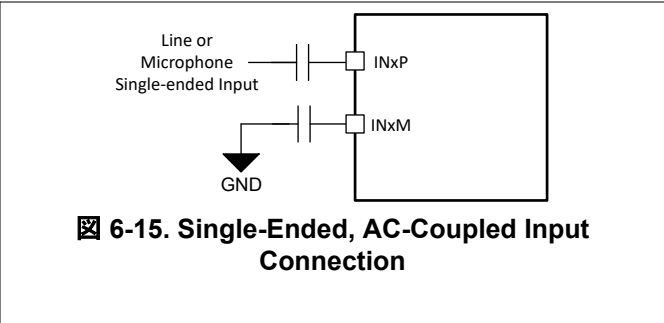 Line or
Microphone
Single-ended Input
INxP
INxM
GND
図 6-15. Single-Ended, AC-Coupled Input
Connection